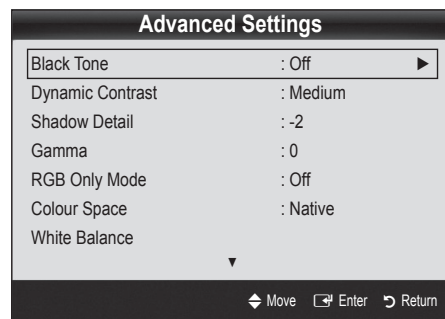 Advanced Settings
Black Tone : Off ►
Dynamic Contrast : Medium
Shadow Detail : -2
Gamma : 0
RGB Only Mode : Off
Colour Space : Native
White Balance
▼
Move Enter Return